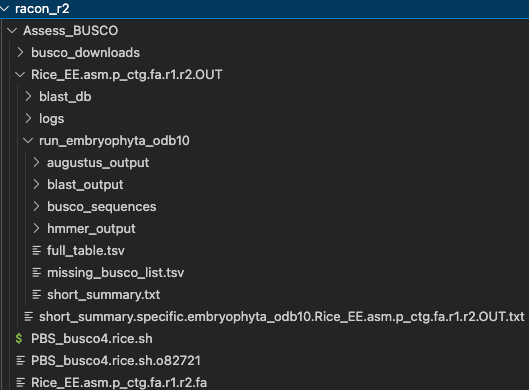 racon_r2
Assess_BUSCO
busco_downloads
Rice_EE.asm.p_ctg.fa.r1.r2.OUT
blast_db
logs
run_embryophyta_odb10
augustus_output
blast_output
busco_sequences
hmmer_output
full_table.tsv
missing_busco_list.tsv
short_summary.txt
short_summary.specific.embryophyta_odb10.Rice_EE.asm.p_ctg.fa.r1.r2.OUT.txt
$ PBS_busco4.rice.sh
PBS_busco4.rice.sh.o82721
Rice_EE.asm.p_ctg.fa.r1.r2.fa